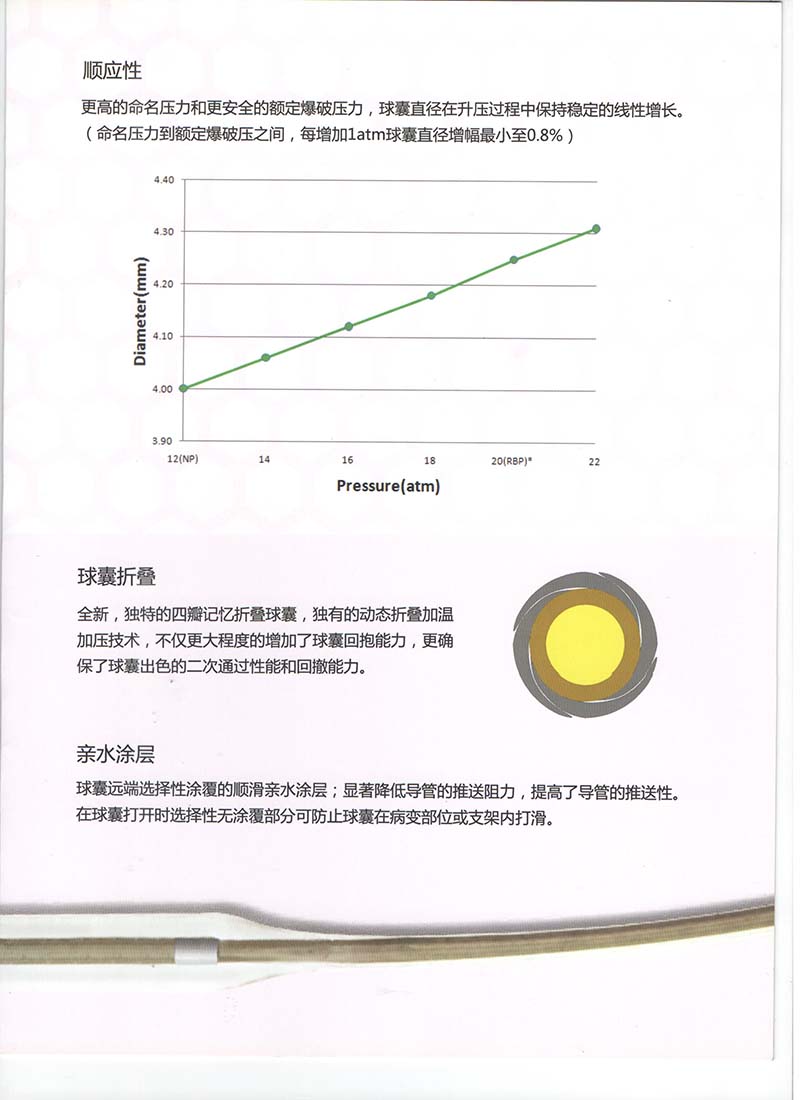 顺应性
更高的命名压力和更安全的额定爆破压力，球囊直径在升压过程中保持稳定的线性增长。
（命名压力到额定爆破压之间，每增加1atm球囊直径增幅最小至0.8%）
4.40
4.30
4.20
4.10
4.00
3.90
Diameter(mm)
12(NP) 14 16 18 20(RBP)* 22
Pressure(atm)
球囊折叠
全新，独特的四瓣记忆折叠球囊，独有的动态折叠加温
加压技术，不仅更大程度的增加了球囊回抱能力，更确
保了球囊出色的二次通过性能和回撤能力。
亲水涂层
球囊远端选择性涂覆的顺滑亲水涂层；显著降低导管的推送阻力，提高了导管的推送性。
在球囊打开时选择性无涂覆部分可防止球囊在病变部位或支架内打滑。